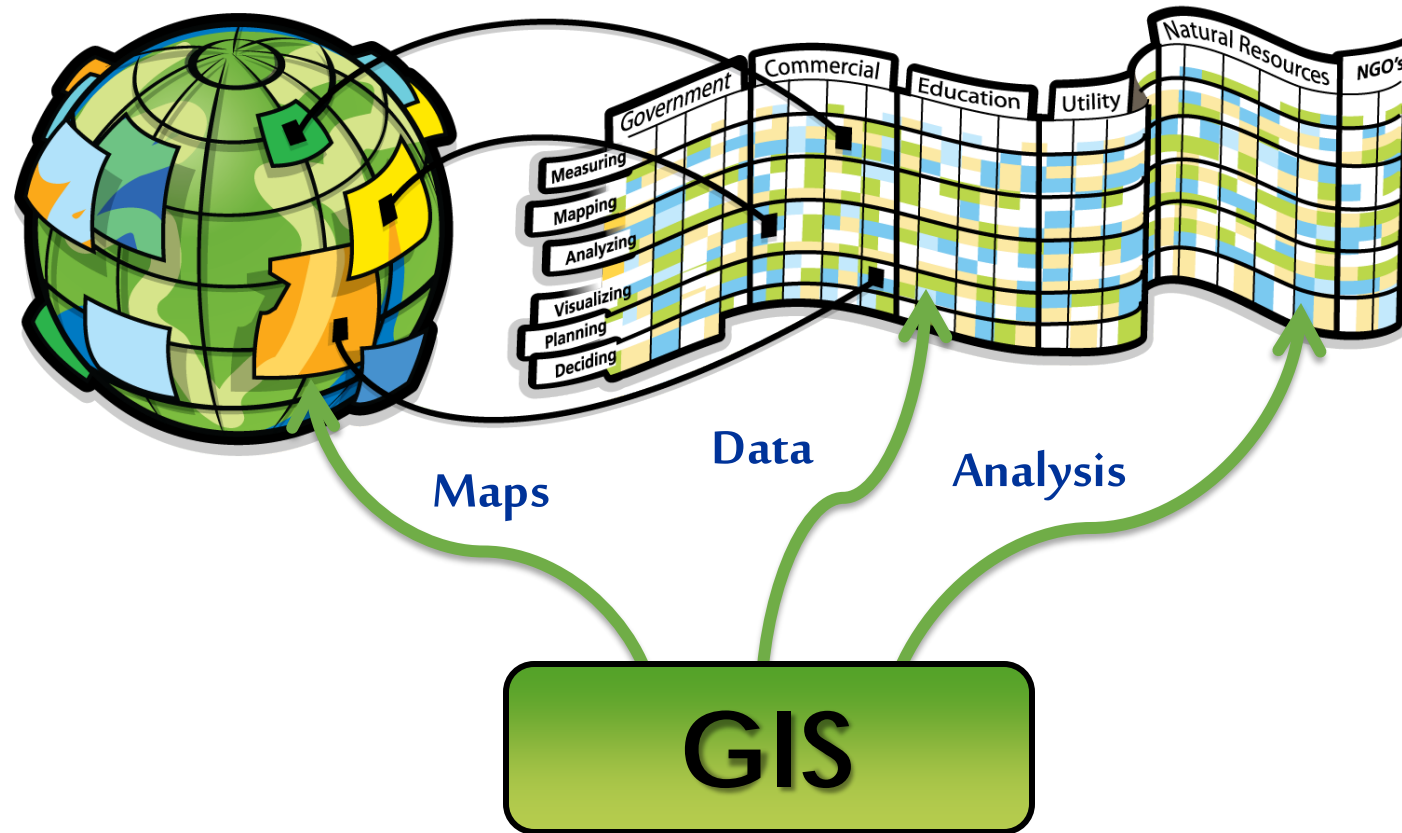 Government
Commercial
Education
Utility
Natural Resources
NGO's
Measuring
Mapping
Analyzing
Visualizing
Planning
Deciding
Maps
Data
Analysis
GIS